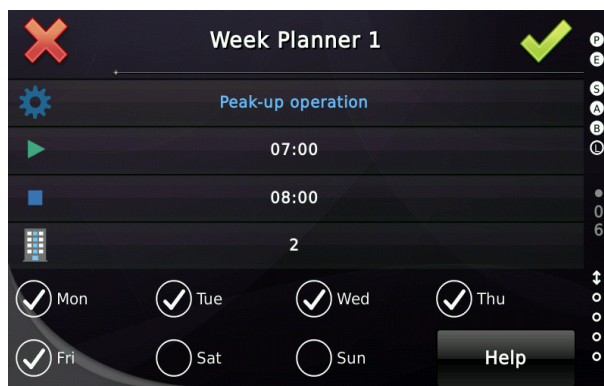 Week Planner 1
Peak-up operation
07:00
08:00
2
Mon Tue Wed Thu
Fri Sat Sun Help
P
E
S
A
B
L
0
6